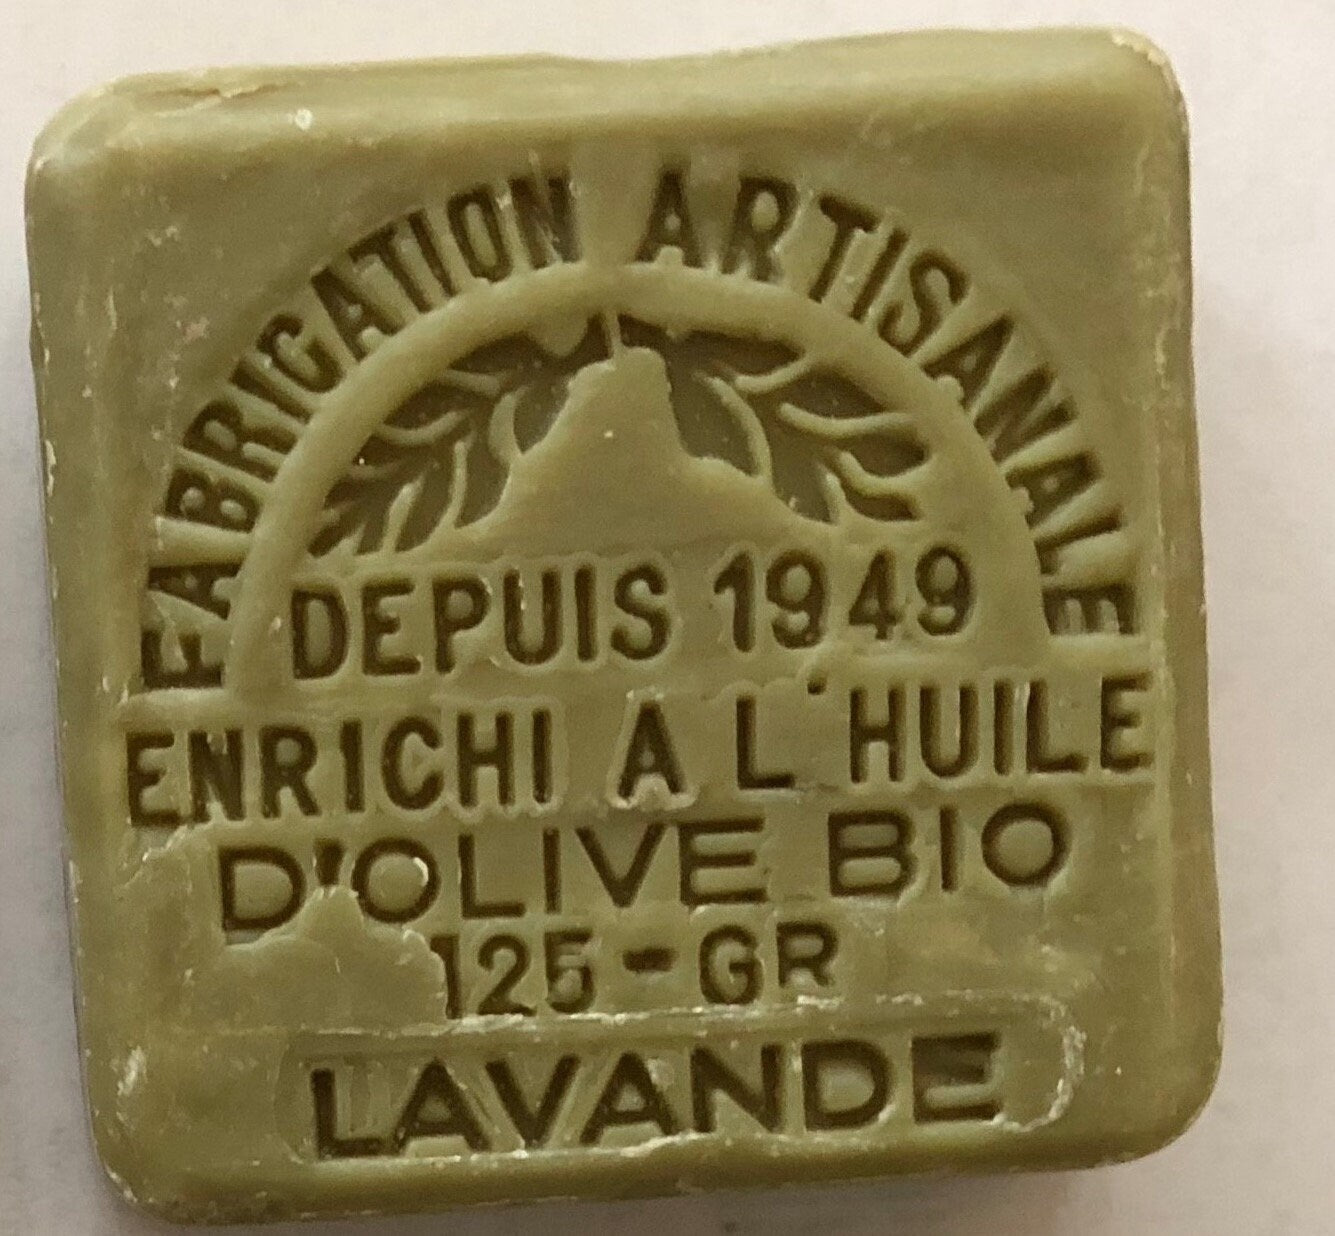 FABRICATION ARTISANALE
DEPUIS 1949
ENRICHI A L'HUILE
D'OLIVE BIO
125-GR
LAVANDE